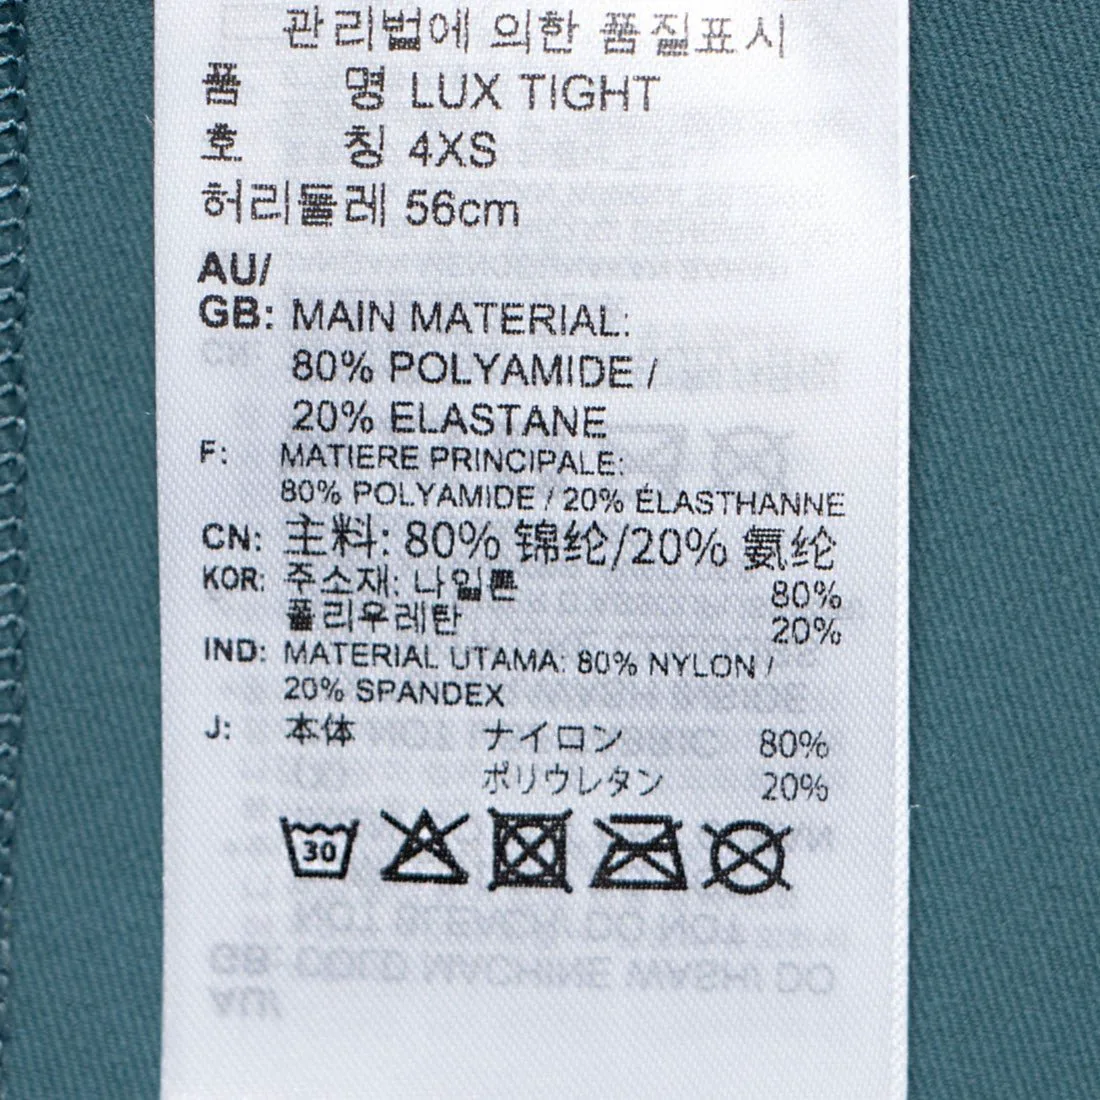 관리법에 의한 품질표시
품 명 LUX TIGHT
호 칭 4XS
허리둘레 56cm
AU/
GB: MAIN MATERIAL:
80% POLYAMIDE /
20% ELASTANE
F: MATIERE PRINCIPALE:
80% POLYAMIDE / 20% ÉLASTHANNE
CN: 主料: 80% 锦纶/20% 氨纶
KOR: 주소재: 나일론 80%
폴리우레탄 20%
IND: MATERIAL UTAMA: 80% NYLON /
20% SPANDEX
J: 本体 ナイロン 80%
ポリウレタン 20%
30